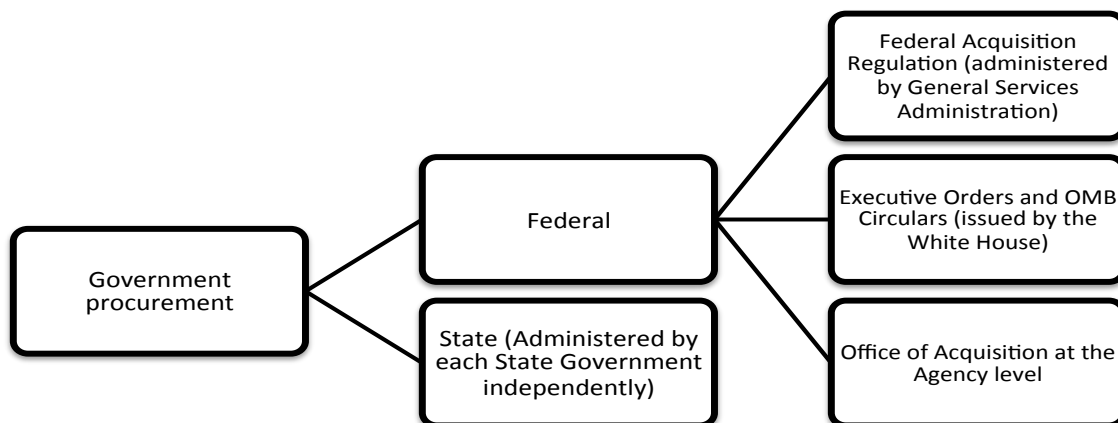 Government
procurement
Federal
State (Administered by
each State Government
independently)
Federal Acquisition
Regulation (administered
by General Services
Administration)
Executive Orders and OMB
Circulars (issued by the
White House)
Office of Acquisition at the
Agency level